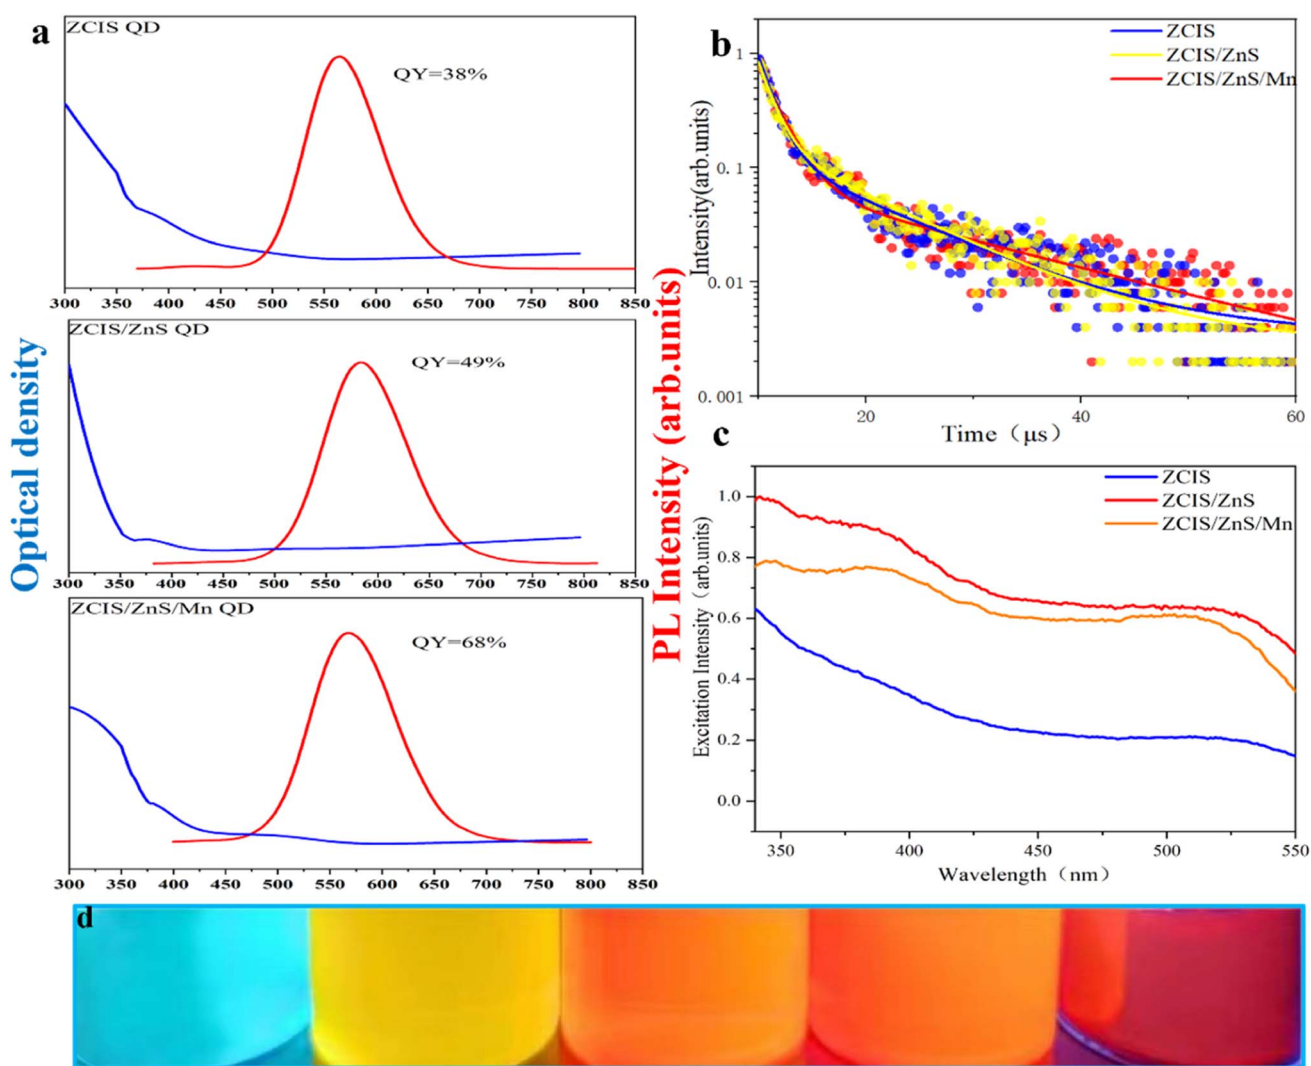 a
ZCIS QD
QY=38%
300 350 400 450 500 550 600 650 700 750 800 850
ZCIS/ZnS QD
QY=49%
300 350 400 450 500 550 600 650 700 750 800 850
ZCIS/ZnS/Mn QD
QY=68%
300 350 400 450 500 550 600 650 700 750 800 850
Optical density
PL Intensity (arb.units)
b
ZCIS
ZCIS/ZnS
ZCIS/ZnS/Mn
1
0.1
0.01
0.001
Intensity(arb.units)
20 40 60
Time（μs）
c
ZCIS
ZCIS/ZnS
ZCIS/ZnS/Mn
1.0
0.8
0.6
0.4
0.2
0.0
Excitation Intensity（arb.units)
350 400 450 500 550
Wavelength（nm）
d